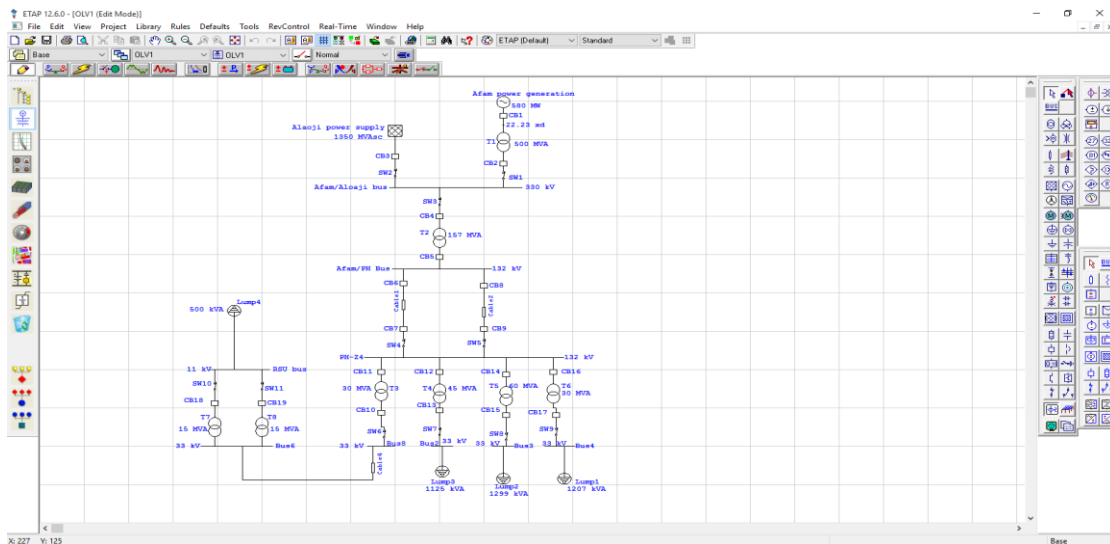 ETAP 12.6.0 - [OLV1 (Edit Mode)]
File Edit View Project Library Rules Defaults Tools RevControl Real-Time Window Help
ETAP (Default) Standard
Base OLV1 OLV1 Normal
Afam power generation
580 MW
CB1
22.23 xd
Alaoji power supply
1350 MVAsc
T1 500 MVA
CB3
CB2
SW2
SW1
Afam/Aloaji bus 330 kV
SW3
CB4
T2 157 MVA
CB5
Afam/PH Bus 132 kV
CB6 CB8
Cable1 Cable2
Lump4
500 kVA
CB7 CB9
SW4 SW5
PH-Z4 132 kV
11 kV RSU bus
CB11 CB12 CB14 CB16
SW10 SW11
30 MVA T3 T4 45 MVA T5 60 MVA T6
30 MVA
CB18 CB19
CB10 CB13 CB15 CB17
T7 T8
15 MVA 15 MVA
SW6 SW7 SW8 SW9
33 kV Bus6 33 kV Bus8 Bus2 33 kV 33 kV Bus3 33 kV Bus4
Cable4
Lump3 Lump2 Lump1
1125 kVA 1299 kVA 1207 kVA
X: 227 Y: 125 Base